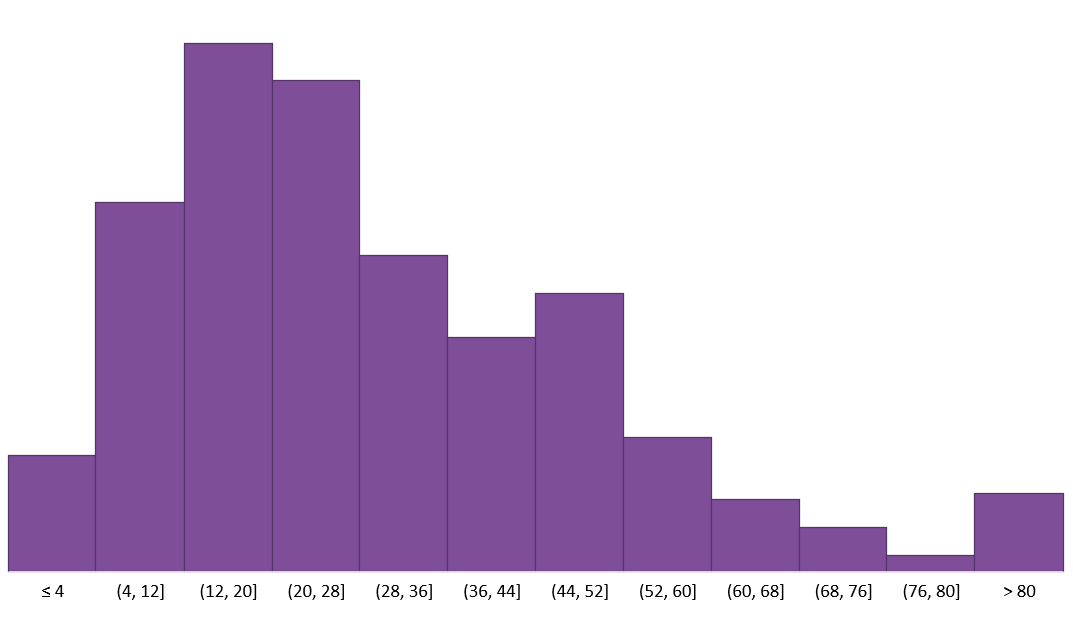 ≤ 4 (4, 12] (12, 20] (20, 28] (28, 36] (36, 44] (44, 52] (52, 60] (60, 68] (68, 76] (76, 80] > 80